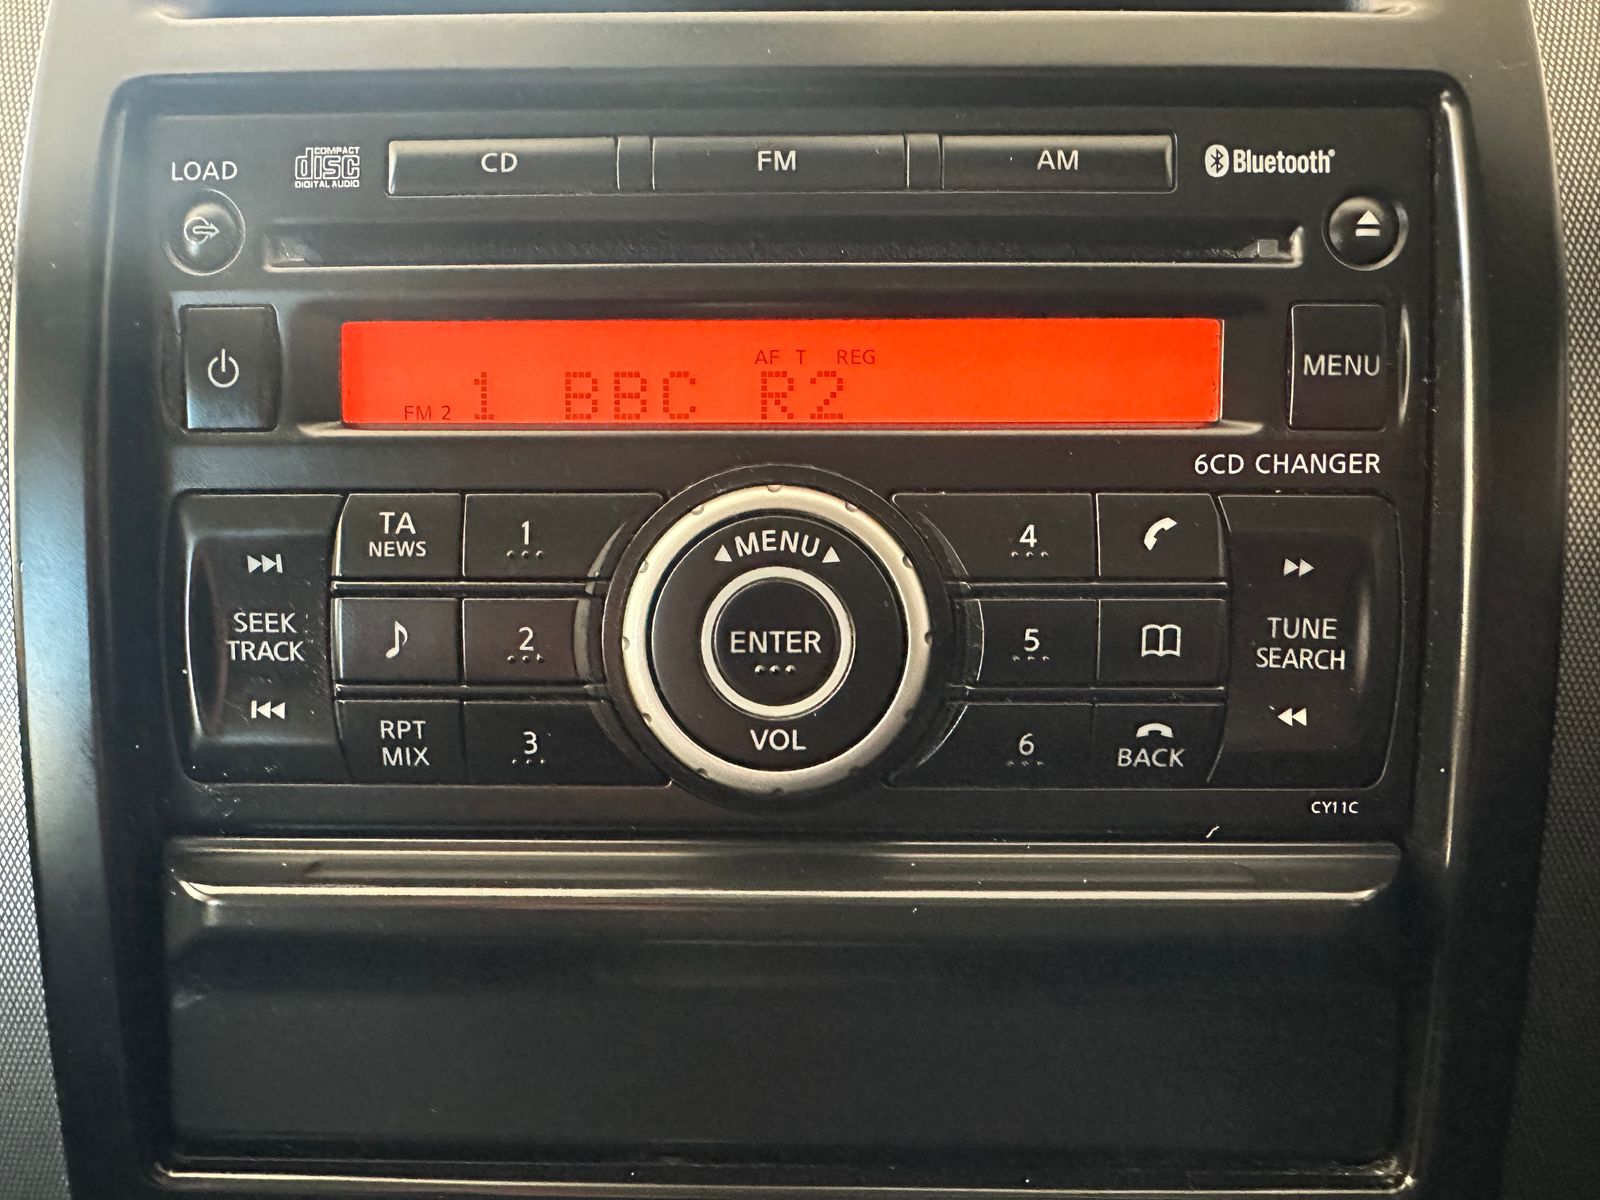 LOAD
COMPACT
disc
DIGITAL AUDIO
CD
FM
AM
Bluetooth®
AF T REG
FM 2 1 BBC R2
MENU
6CD CHANGER
TA
NEWS
1
MENU
4
SEEK
TRACK
2
ENTER
5
TUNE
SEARCH
RPT
MIX
3
VOL
6
BACK
CY11C